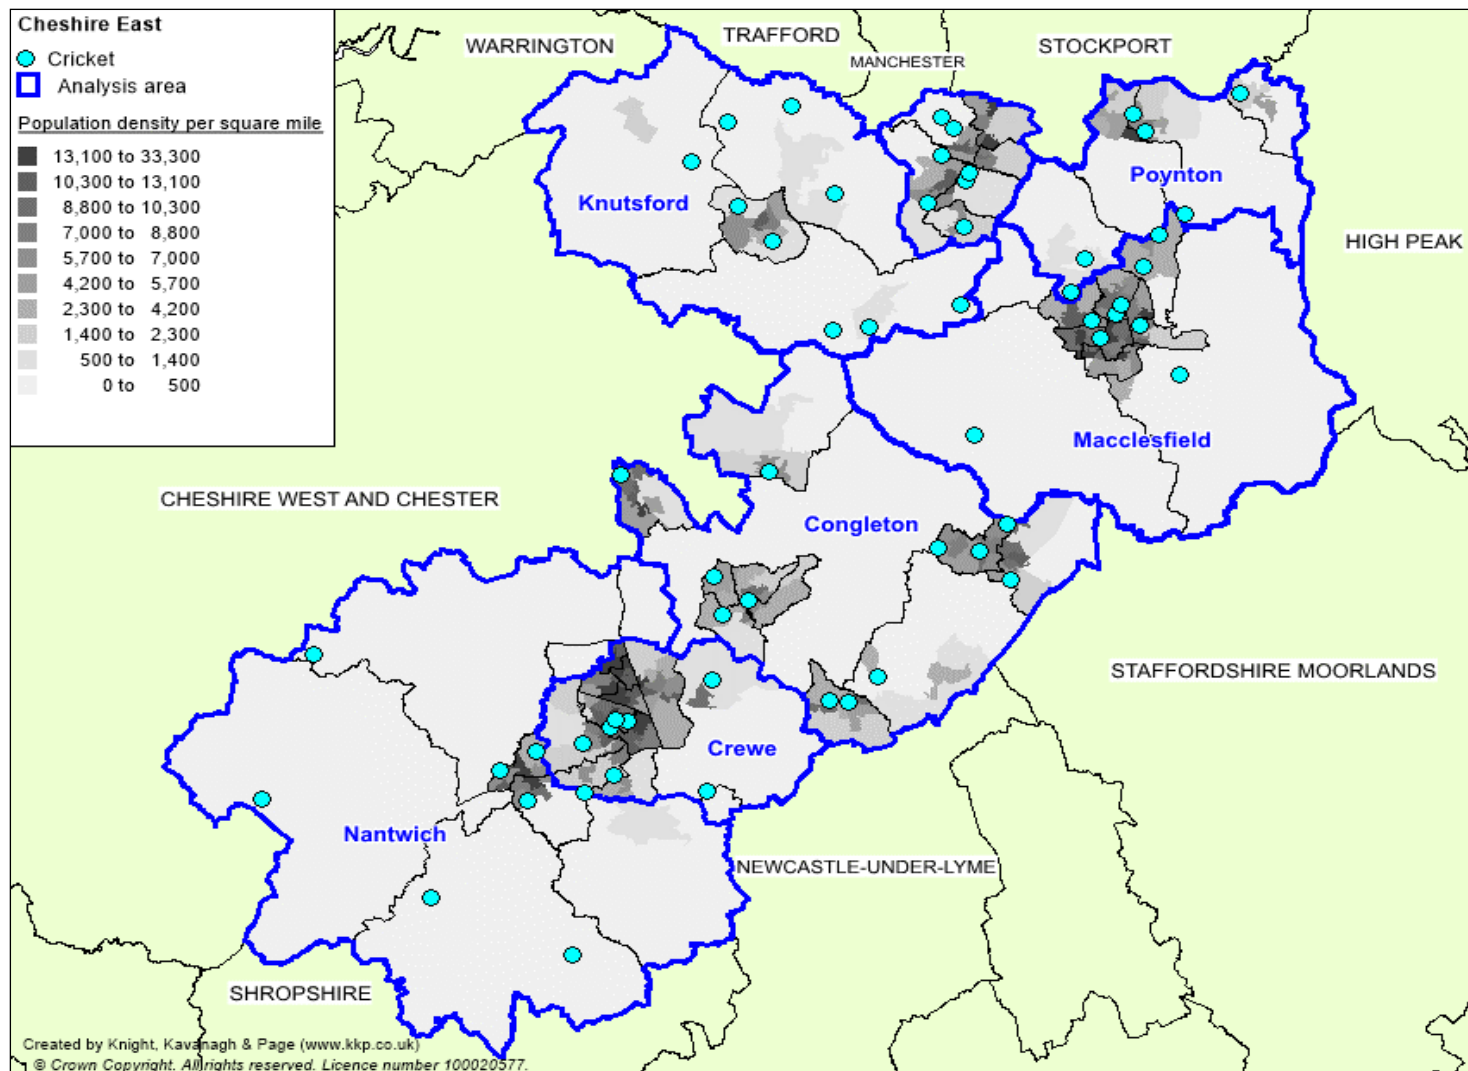 Cheshire East
Cricket
Analysis area
Population density per square mile
13,100 to 33,300
10,300 to 13,100
8,800 to 10,300
7,000 to 8,800
5,700 to 7,000
4,200 to 5,700
2,300 to 4,200
1,400 to 2,300
500 to 1,400
0 to 500
WARRINGTON
TRAFFORD
MANCHESTER
STOCKPORT
Poynton
Knutsford
HIGH PEAK
Macclesfield
CHESHIRE WEST AND CHESTER
Congleton
STAFFORDSHIRE MOORLANDS
Crewe
Nantwich
NEWCASTLE-UNDER-LYME
SHROPSHIRE
Created by Knight, Kavanagh & Page (www.kkp.co.uk)
© Crown Copyright. All rights reserved. Licence number 100020577.